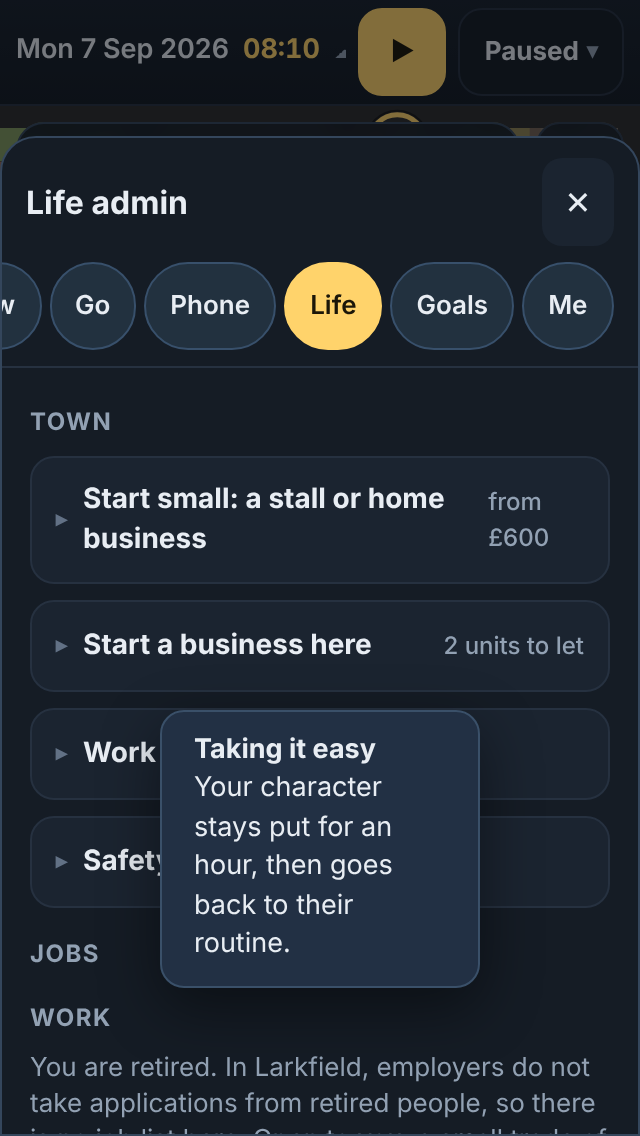 Mon 7 Sep 2026 08:10
Paused ▾
Life admin
✕
w Go Phone Life Goals Me
TOWN
Start small: a stall or home
business
from
£600
Start a business here
2 units to let
Work
Safety
Taking it easy
Your character
stays put for an
hour, then goes
back to their
routine.
JOBS
WORK
You are retired. In Larkfield, employers do not
take applications from retired people, so there